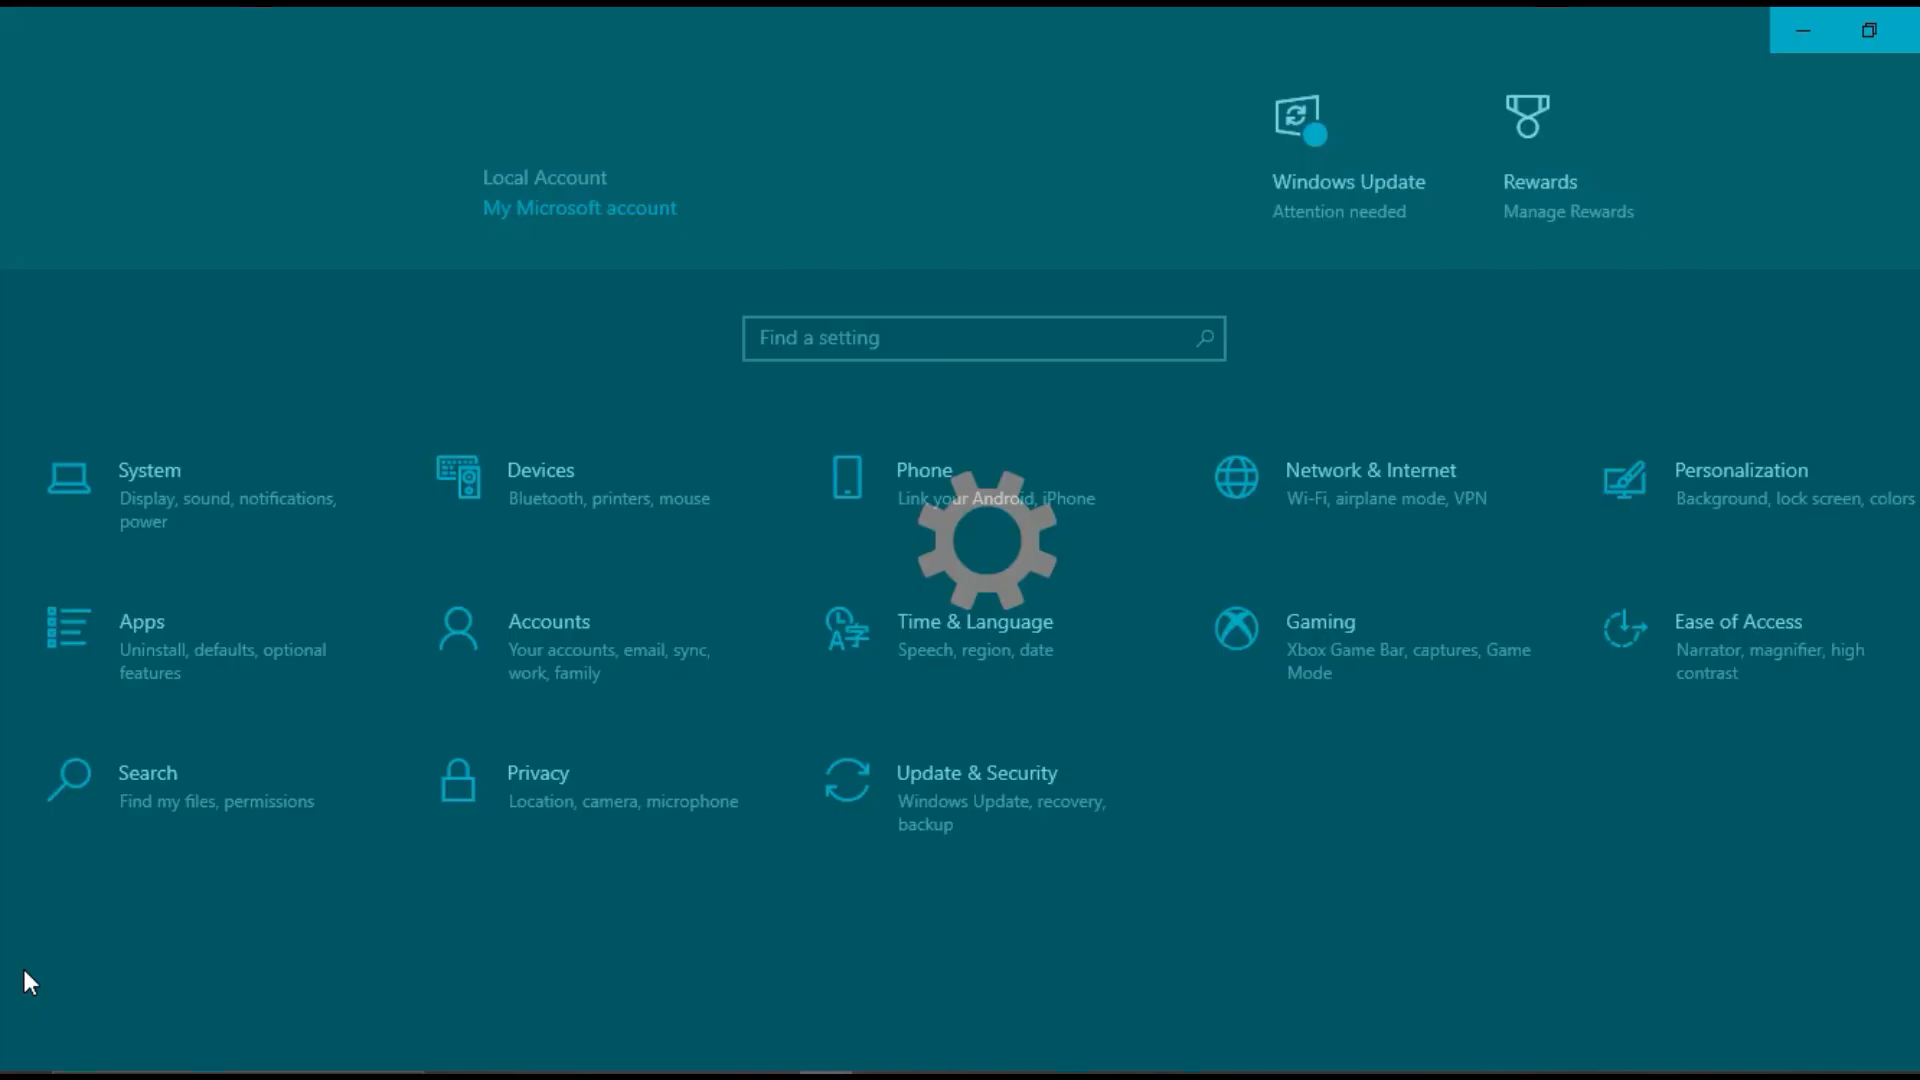 Local Account
My Microsoft account
Windows Update
Attention needed
Rewards
Manage Rewards
Find a setting
System
Display, sound, notifications,
power
Devices
Bluetooth, printers, mouse
Phone
Link your Android, iPhone
Network & Internet
Wi-Fi, airplane mode, VPN
Personalization
Background, lock screen, colors
Apps
Uninstall, defaults, optional
features
Accounts
Your accounts, email, sync,
work, family
Time & Language
Speech, region, date
Gaming
Xbox Game Bar, captures, Game
Mode
Ease of Access
Narrator, magnifier, high
contrast
Search
Find my files, permissions
Privacy
Location, camera, microphone
Update & Security
Windows Update, recovery,
backup